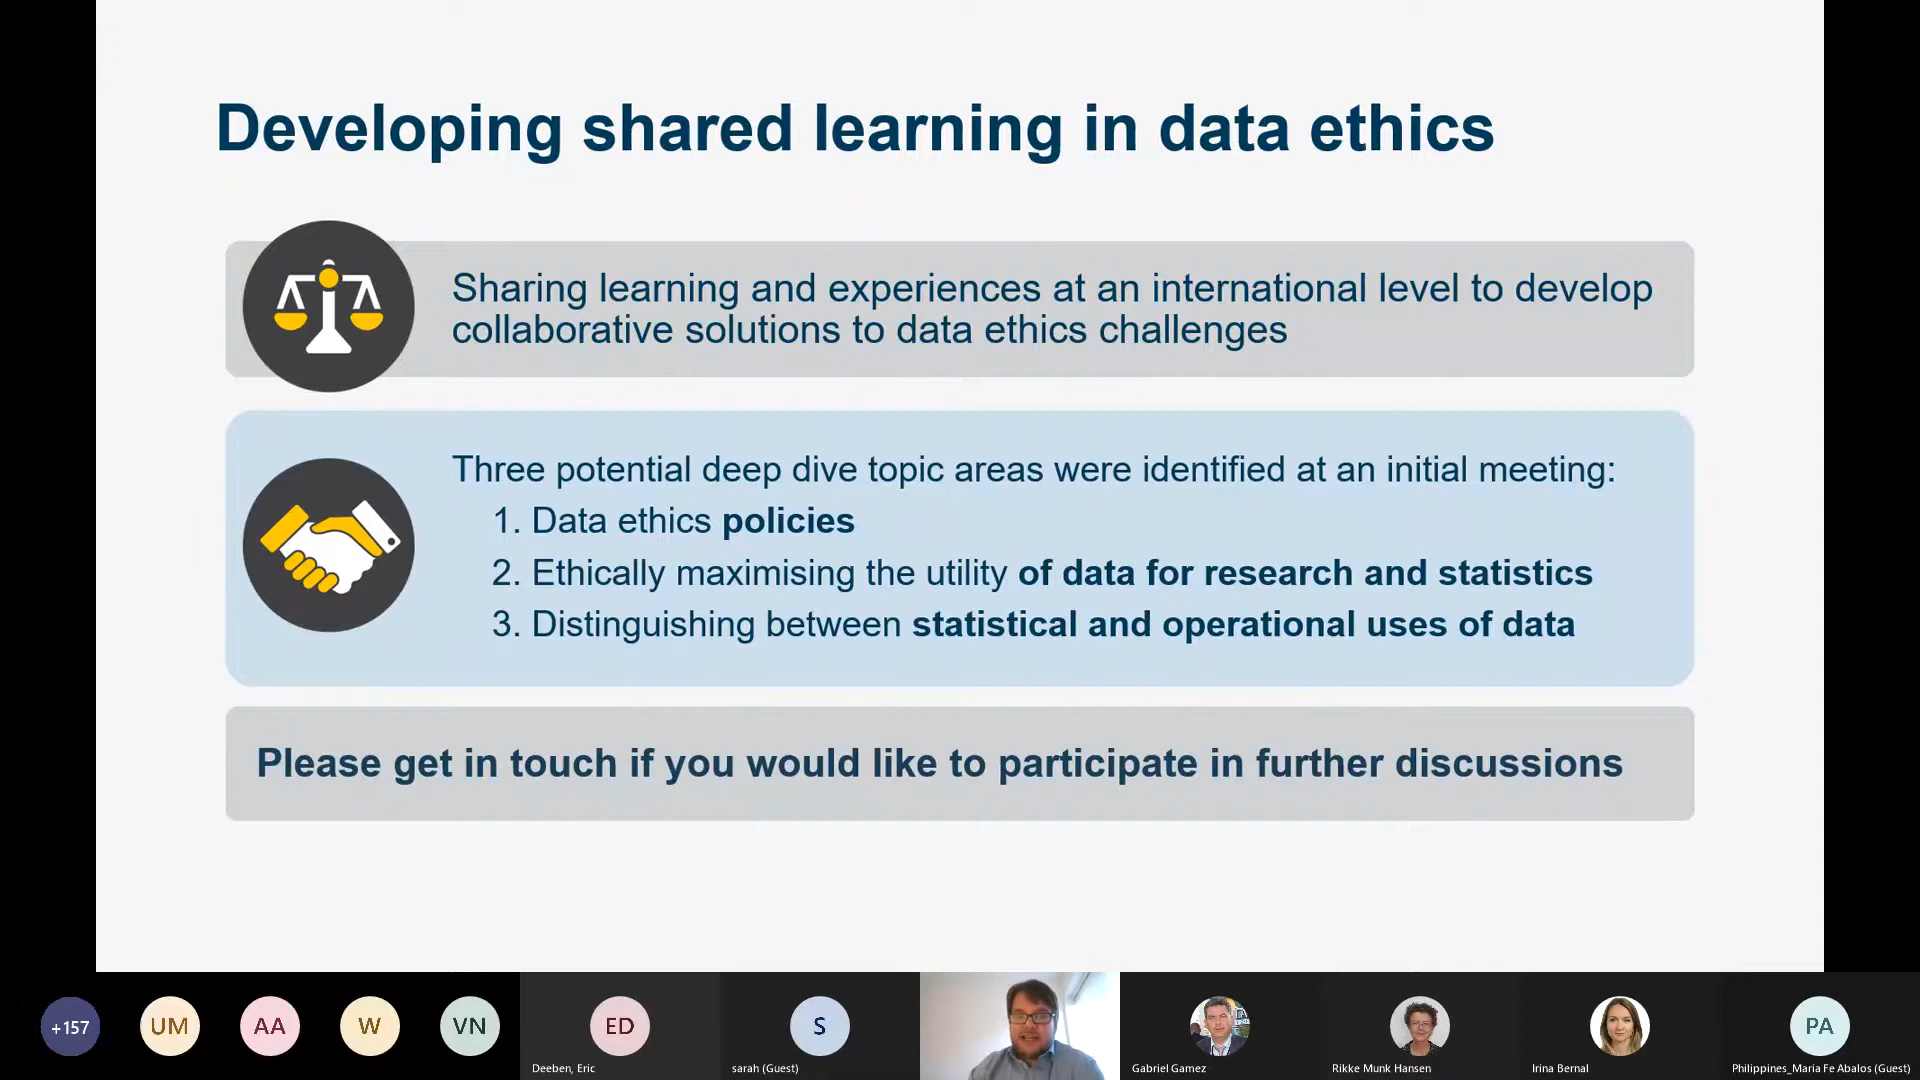 Developing shared learning in data ethics
Sharing learning and experiences at an international level to develop
collaborative solutions to data ethics challenges
Three potential deep dive topic areas were identified at an initial meeting:
1. Data ethics policies
2. Ethically maximising the utility of data for research and statistics
3. Distinguishing between statistical and operational uses of data
Please get in touch if you would like to participate in further discussions
+157
UM
AA
W
VN
ED
Deeben, Eric
S
sarah (Guest)
Gabriel Gamez
Rikke Munk Hansen
Irina Bernal
PA
Philippines_Maria Fe Abalos (Guest)